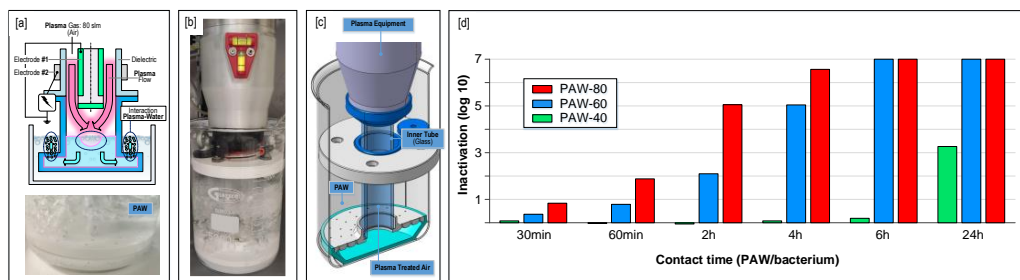 [a]
Plasma Gas: 80 slm
(Air)
Electrode #1
Dielectric
Electrode #2
Plasma
Flow
Interaction
Plasma-Water
PAW
[b]
[c]
Plasma Equipment
Inner Tube
(Glass)
PAW
Plasma Treated Air
[d]
Inactivation (log 10)
7
5
3
1
PAW-80
PAW-60
PAW-40
30min
60min
2h
4h
6h
24h
Contact time (PAW/bacterium)